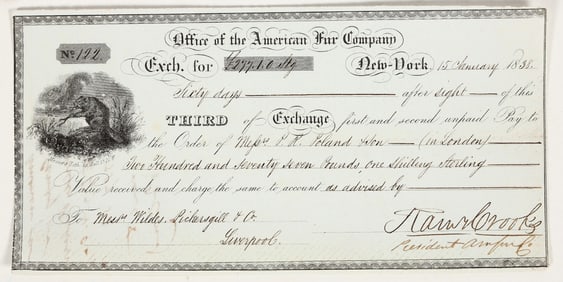 Office of the American Fur Company
No 122
Exch. for £277.1.0 Stg New-York 15 January 1838.
Sixty days after sight of this
THIRD of Exchange first and second unpaid Pay to
the Order of Messrs P. R. Poland & Son (in London)
Two Hundred and Seventy Seven Pounds, one Shilling Sterling
Value received and charge the same to account as advised by
To Messrs Wildes, Pickersgill & Co.
Liverpool.
Ramsay Crooks
President Am Fur Co